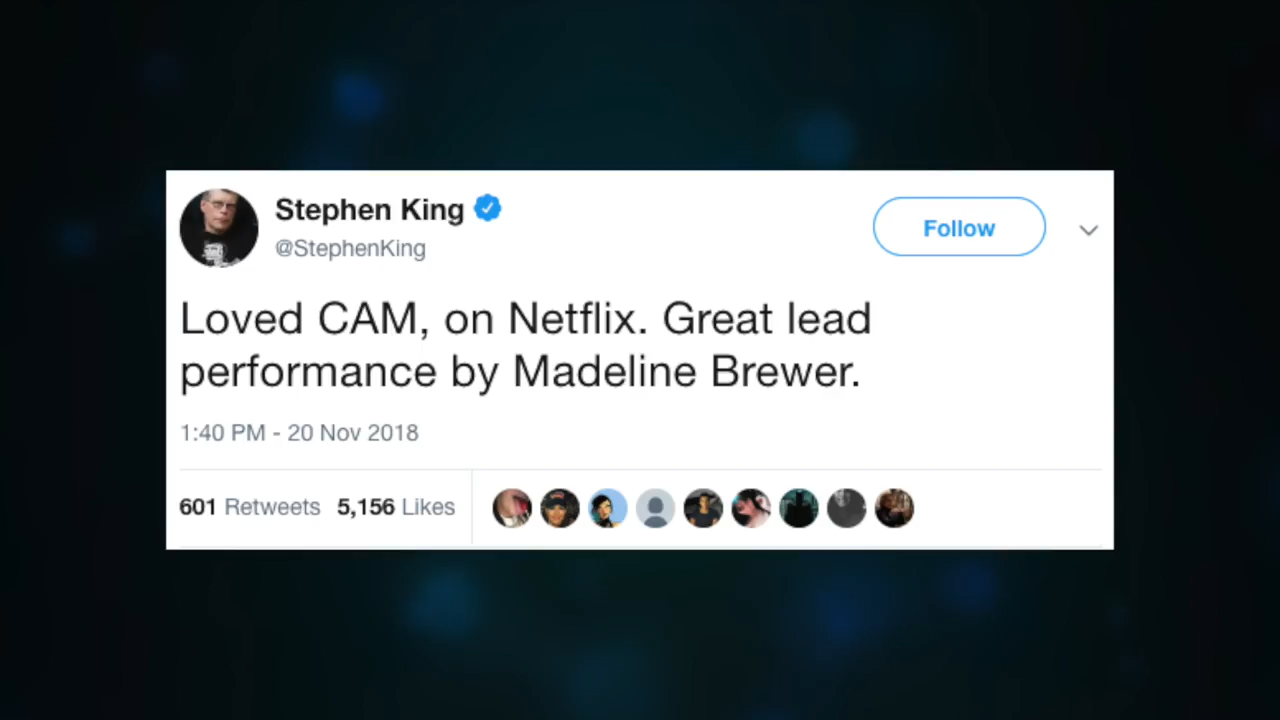 Stephen King
@StephenKing
Follow
Loved CAM, on Netflix. Great lead
performance by Madeline Brewer.
1:40 PM - 20 Nov 2018
601 Retweets 5,156 Likes